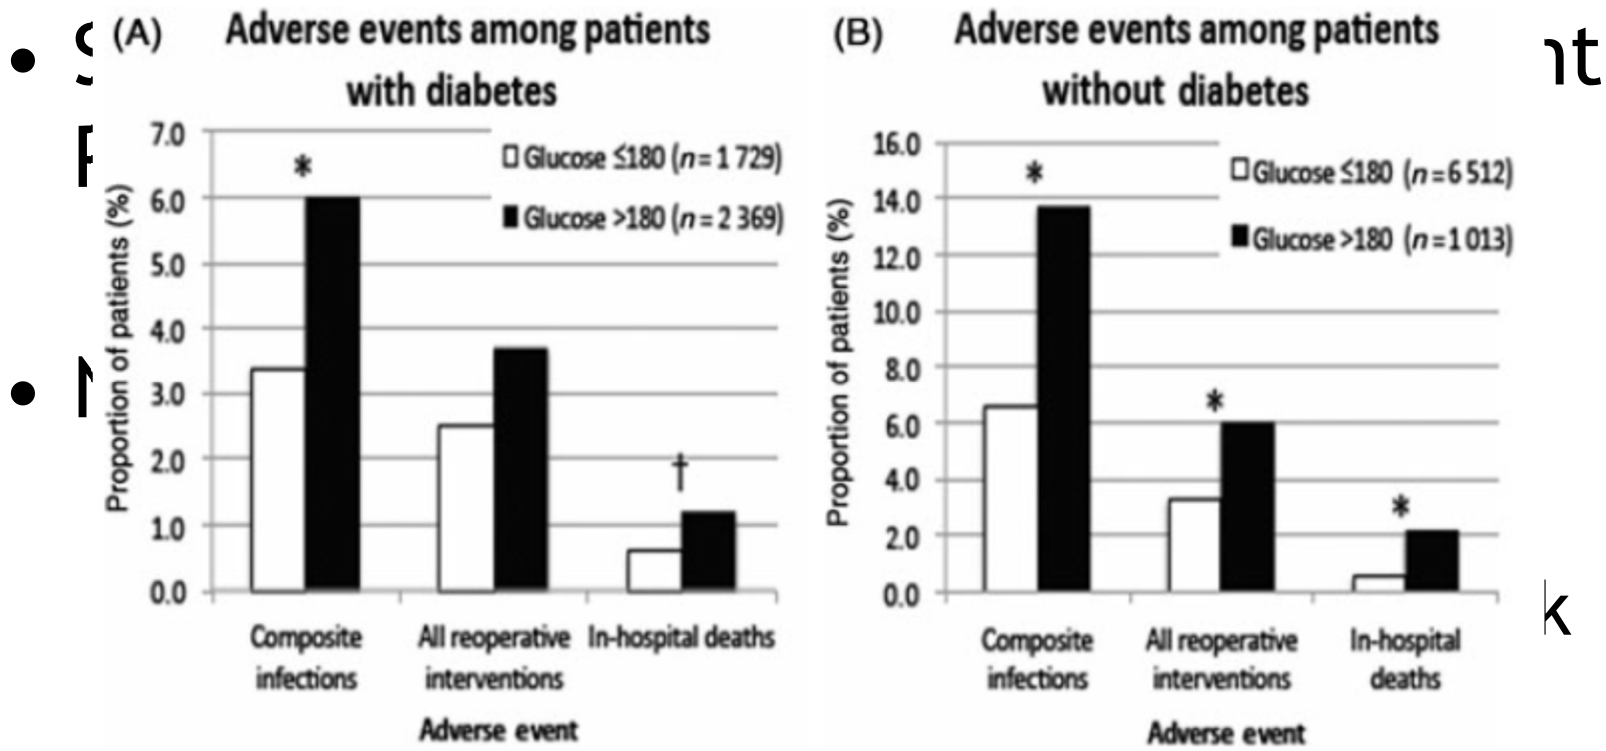 (A) Adverse events among patients
with diabetes
7.0
6.0
5.0
4.0
3.0
2.0
1.0
0.0
Proportion of patients (%)
Glucose ≤180 (n=1 729)
Glucose >180 (n=2 369)
*
†
Composite
infections
All reoperative
interventions
In-hospital deaths
Adverse event
(B) Adverse events among patients
without diabetes
16.0
14.0
12.0
10.0
8.0
6.0
4.0
2.0
0.0
Proportion of patients (%)
Glucose ≤180 (n=6 512)
Glucose >180 (n=1 013)
*
*
*
Composite
infections
All reoperative
interventions
In-hospital
deaths
Adverse event